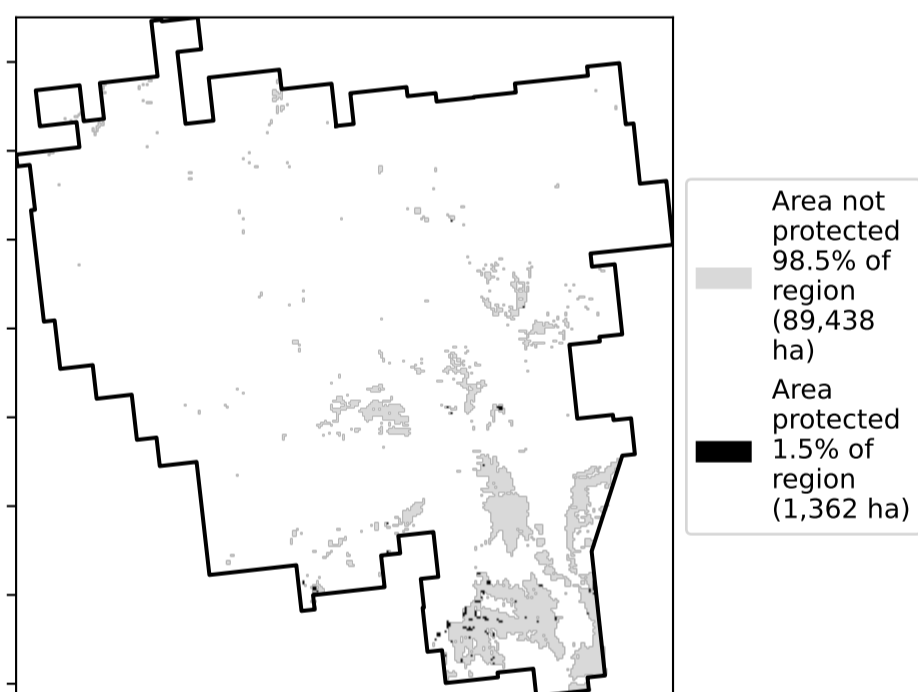 Area not
protected
98.5% of
region
(89,438
ha)
Area
protected
1.5% of
region
(1,362 ha)